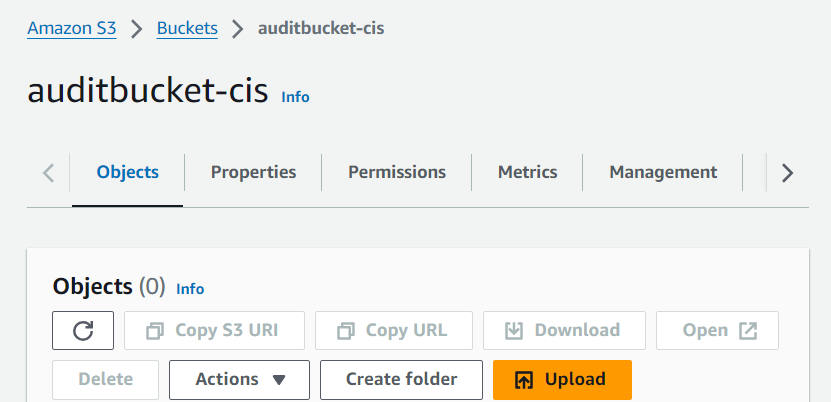 Amazon S3 > Buckets > auditbucket-cis
auditbucket-cis Info
Objects Properties Permissions Metrics Management
Objects (0) Info
Copy S3 URI Copy URL Download Open
Delete Actions Create folder Upload